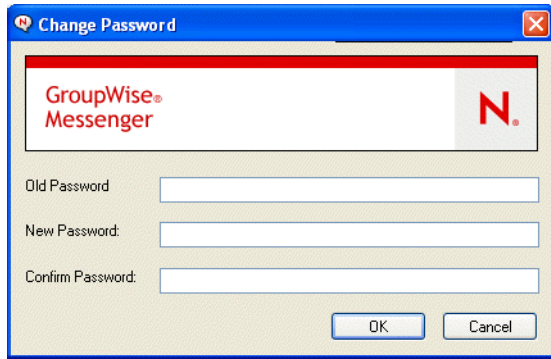 N Change Password
GroupWise®
Messenger
N®
Old Password
New Password:
Confirm Password:
OK Cancel